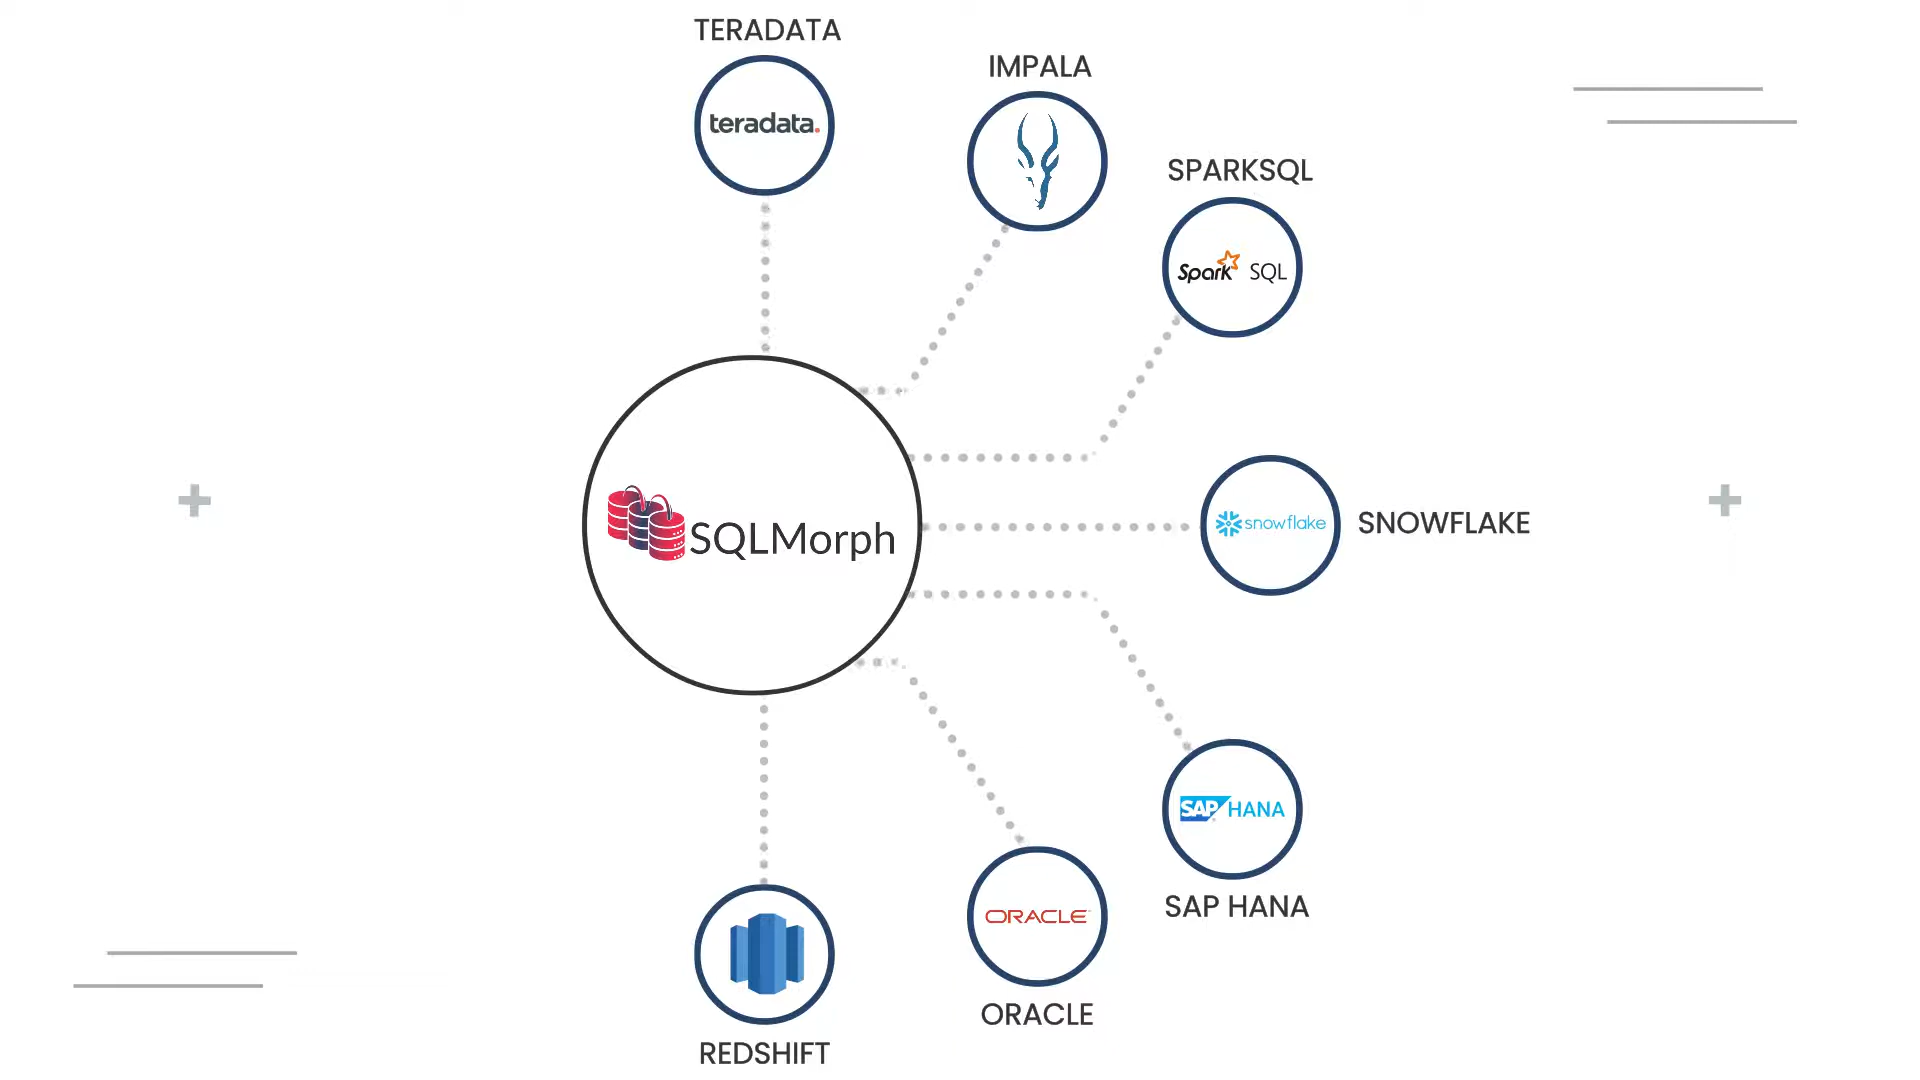 TERADATA
teradata.
IMPALA
SPARKSQL
Spark SQL
snowflake
SNOWFLAKE
SQLMorph
SAP HANA
SAP HANA
ORACLE
ORACLE
REDSHIFT